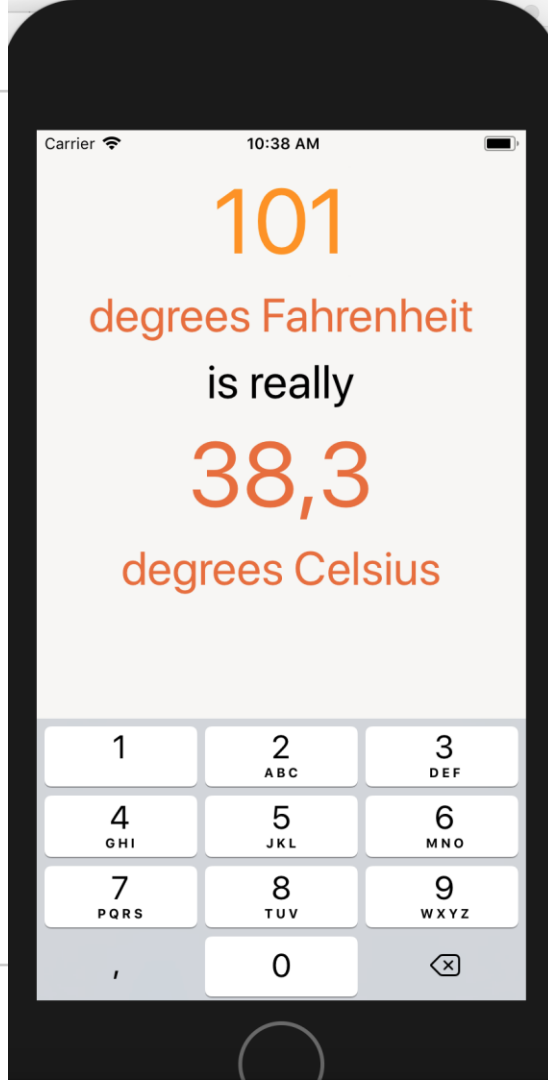 Carrier 10:38 AM
101
degrees Fahrenheit
is really
38,3
degrees Celsius
1 2 3
ABC DEF
4 5 6
GHI JKL MNO
7 8 9
PQRS TUV WXYZ
, 0